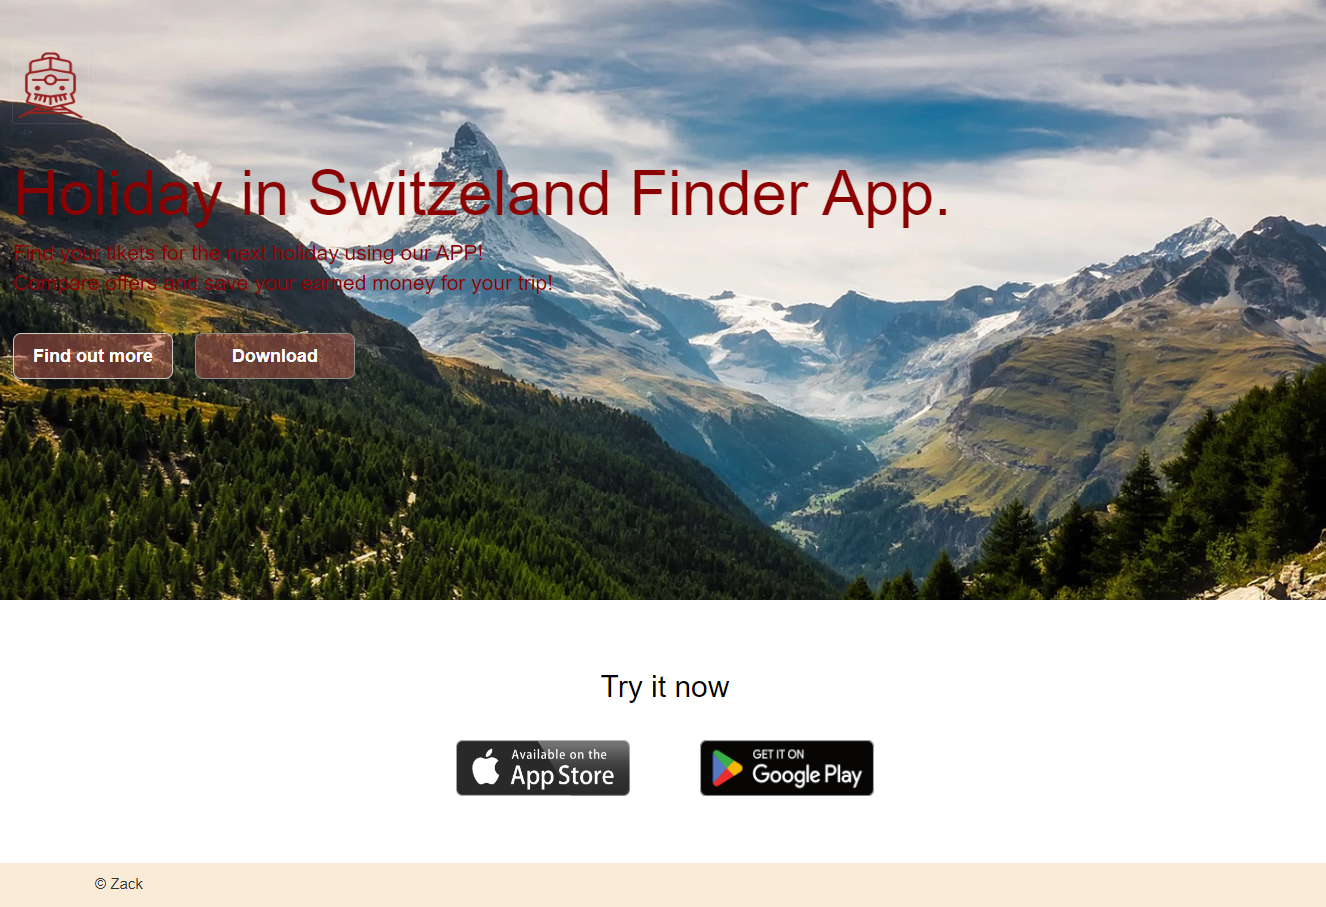 Holiday in Switzeland Finder App.
Find your tikets for the next holiday using our APP!
Compare offers and save your earned money for your trip!
Find out more
Download
Try it now
Available on the
App Store
GET IT ON
Google Play
© Zack